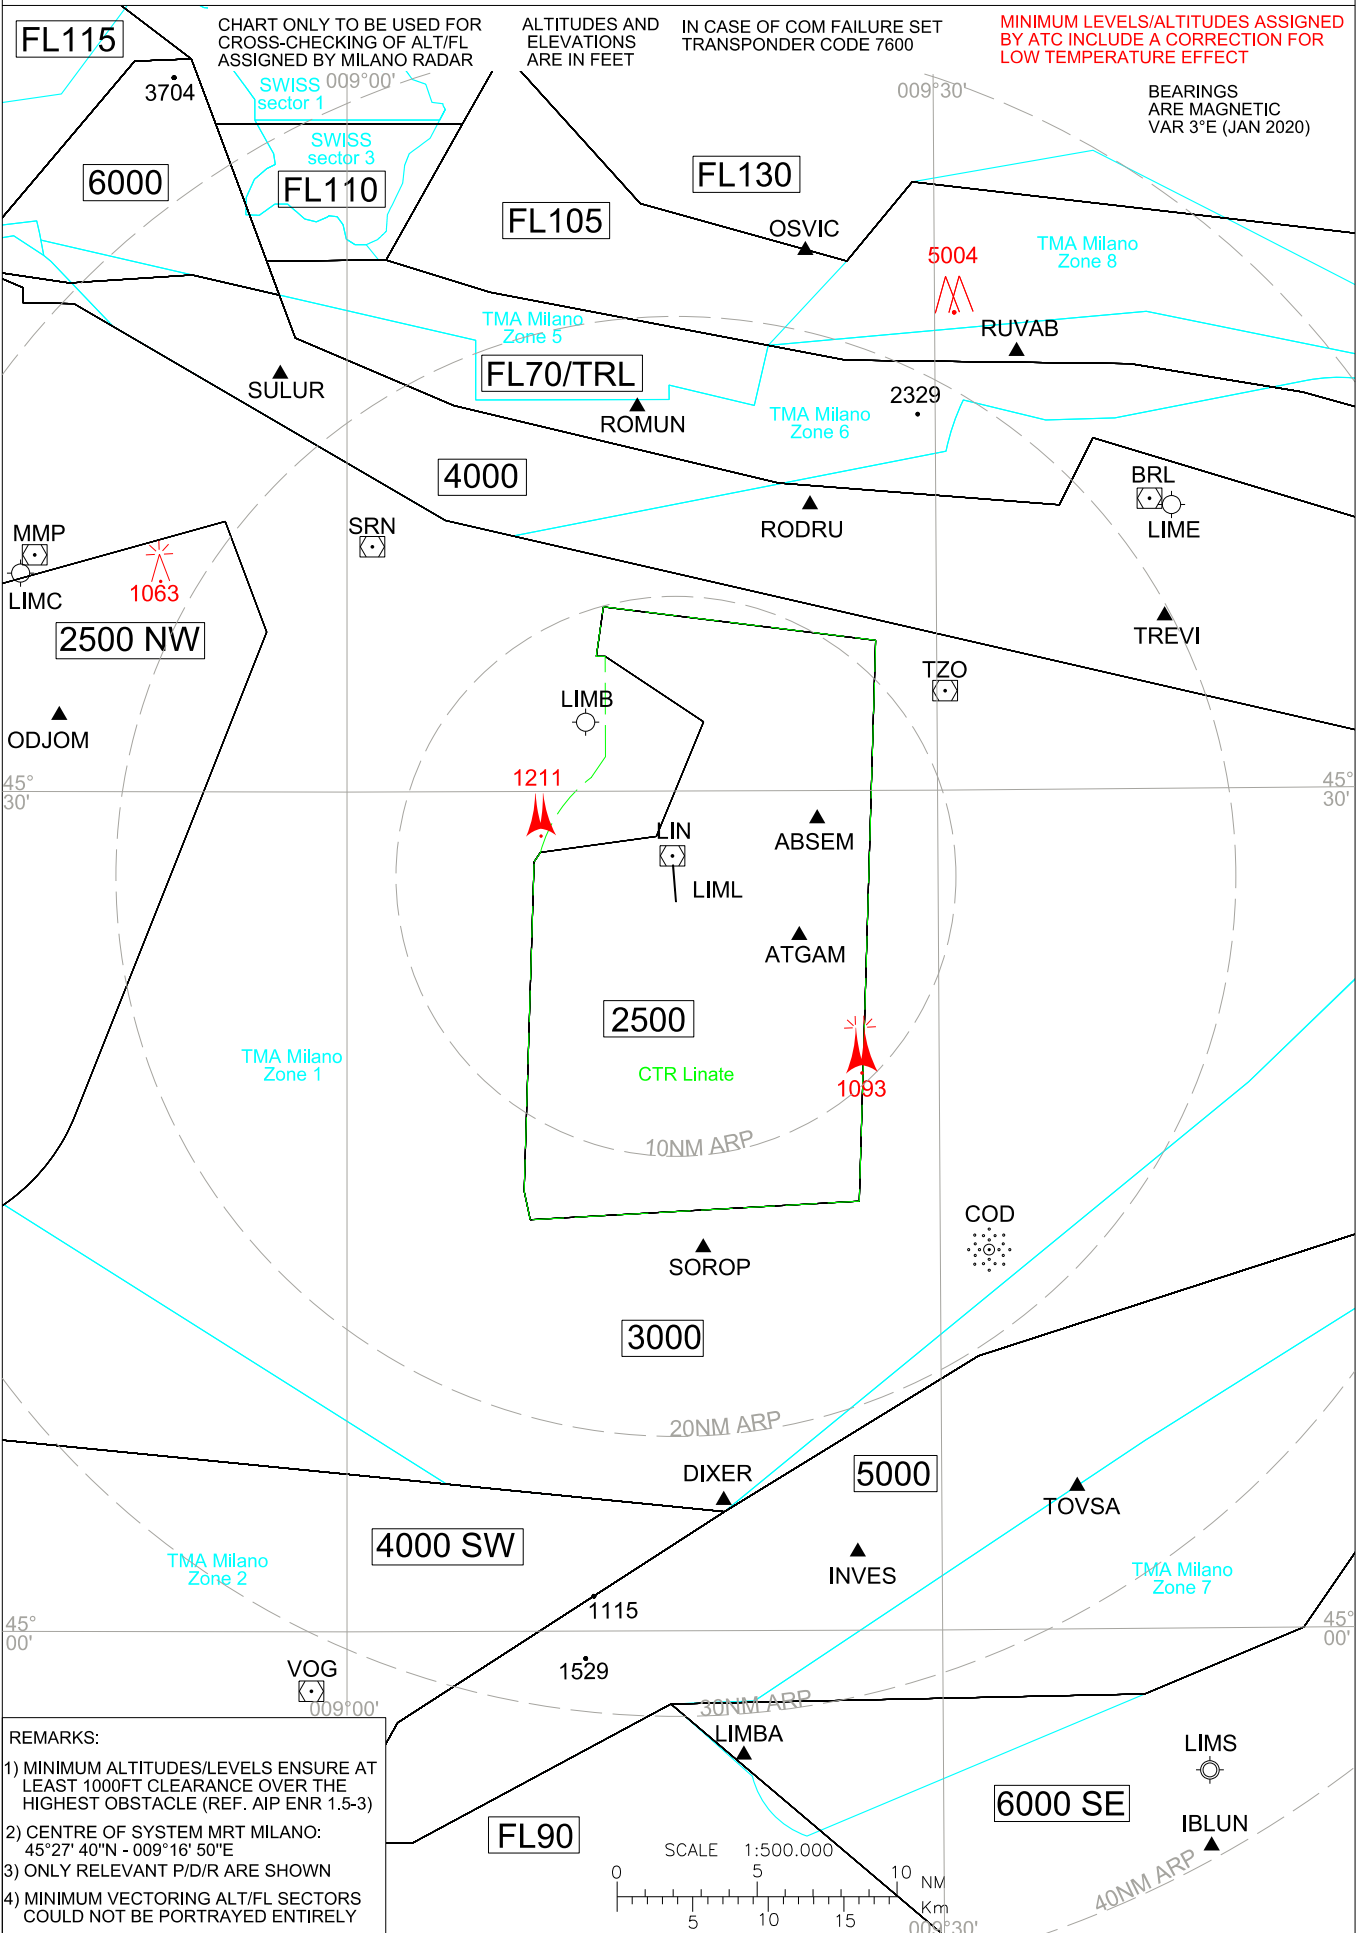 FL115
CHART ONLY TO BE USED FOR
CROSS-CHECKING OF ALT/FL
ASSIGNED BY MILANO RADAR
ALTITUDES AND
ELEVATIONS
ARE IN FEET
IN CASE OF COM FAILURE SET
TRANSPONDER CODE 7600
MINIMUM LEVELS/ALTITUDES ASSIGNED
BY ATC INCLUDE A CORRECTION FOR
LOW TEMPERATURE EFFECT
BEARINGS
ARE MAGNETIC
VAR 3°E (JAN 2020)
3704
SWISS
sector 1
009°00'
009°30'
SWISS
sector 3
6000
FL110
FL130
FL105
OSVIC
5004
TMA Milano
Zone 8
TMA Milano
Zone 5
RUVAB
FL70/TRL
SULUR
ROMUN
2329
TMA Milano
Zone 6
4000
RODRU
BRL
LIME
MMP
LIMC
1063
SRN
2500 NW
TREVI
TZO
LIMB
ODJOM
45°
30'
1211
45°
30'
LIN
ABSEM
LIML
ATGAM
2500
TMA Milano
Zone 1
CTR Linate
1093
10NM ARP
COD
SOROP
3000
20NM ARP
DIXER
5000
TOVSA
4000 SW
INVES
TMA Milano
Zone 2
TMA Milano
Zone 7
1115
45°
00'
45°
00'
1529
VOG
009°00'
30NM ARP
LIMBA
LIMS
6000 SE
IBLUN
FL90
40NM ARP
REMARKS:
1) MINIMUM ALTITUDES/LEVELS ENSURE AT
LEAST 1000FT CLEARANCE OVER THE
HIGHEST OBSTACLE (REF. AIP ENR 1.5-3)
2) CENTRE OF SYSTEM MRT MILANO:
45°27' 40"N - 009°16' 50"E
3) ONLY RELEVANT P/D/R ARE SHOWN
4) MINIMUM VECTORING ALT/FL SECTORS
COULD NOT BE PORTRAYED ENTIRELY
SCALE 1:500.000
0 5 10 NM
5 10 15 Km
009°30'